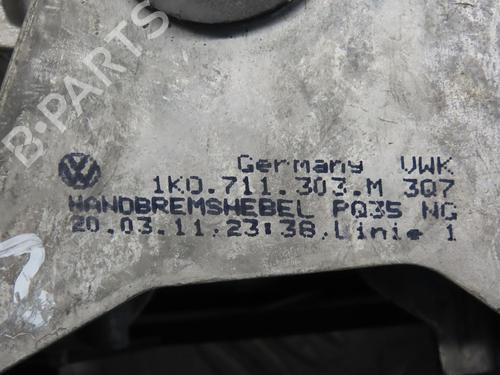 B-PARTS
Germany VWK
1K0.711.303.M 3Q7
HANDBREMSHEBEL PQ35 NG
20.03.11.23:38.Linie 1